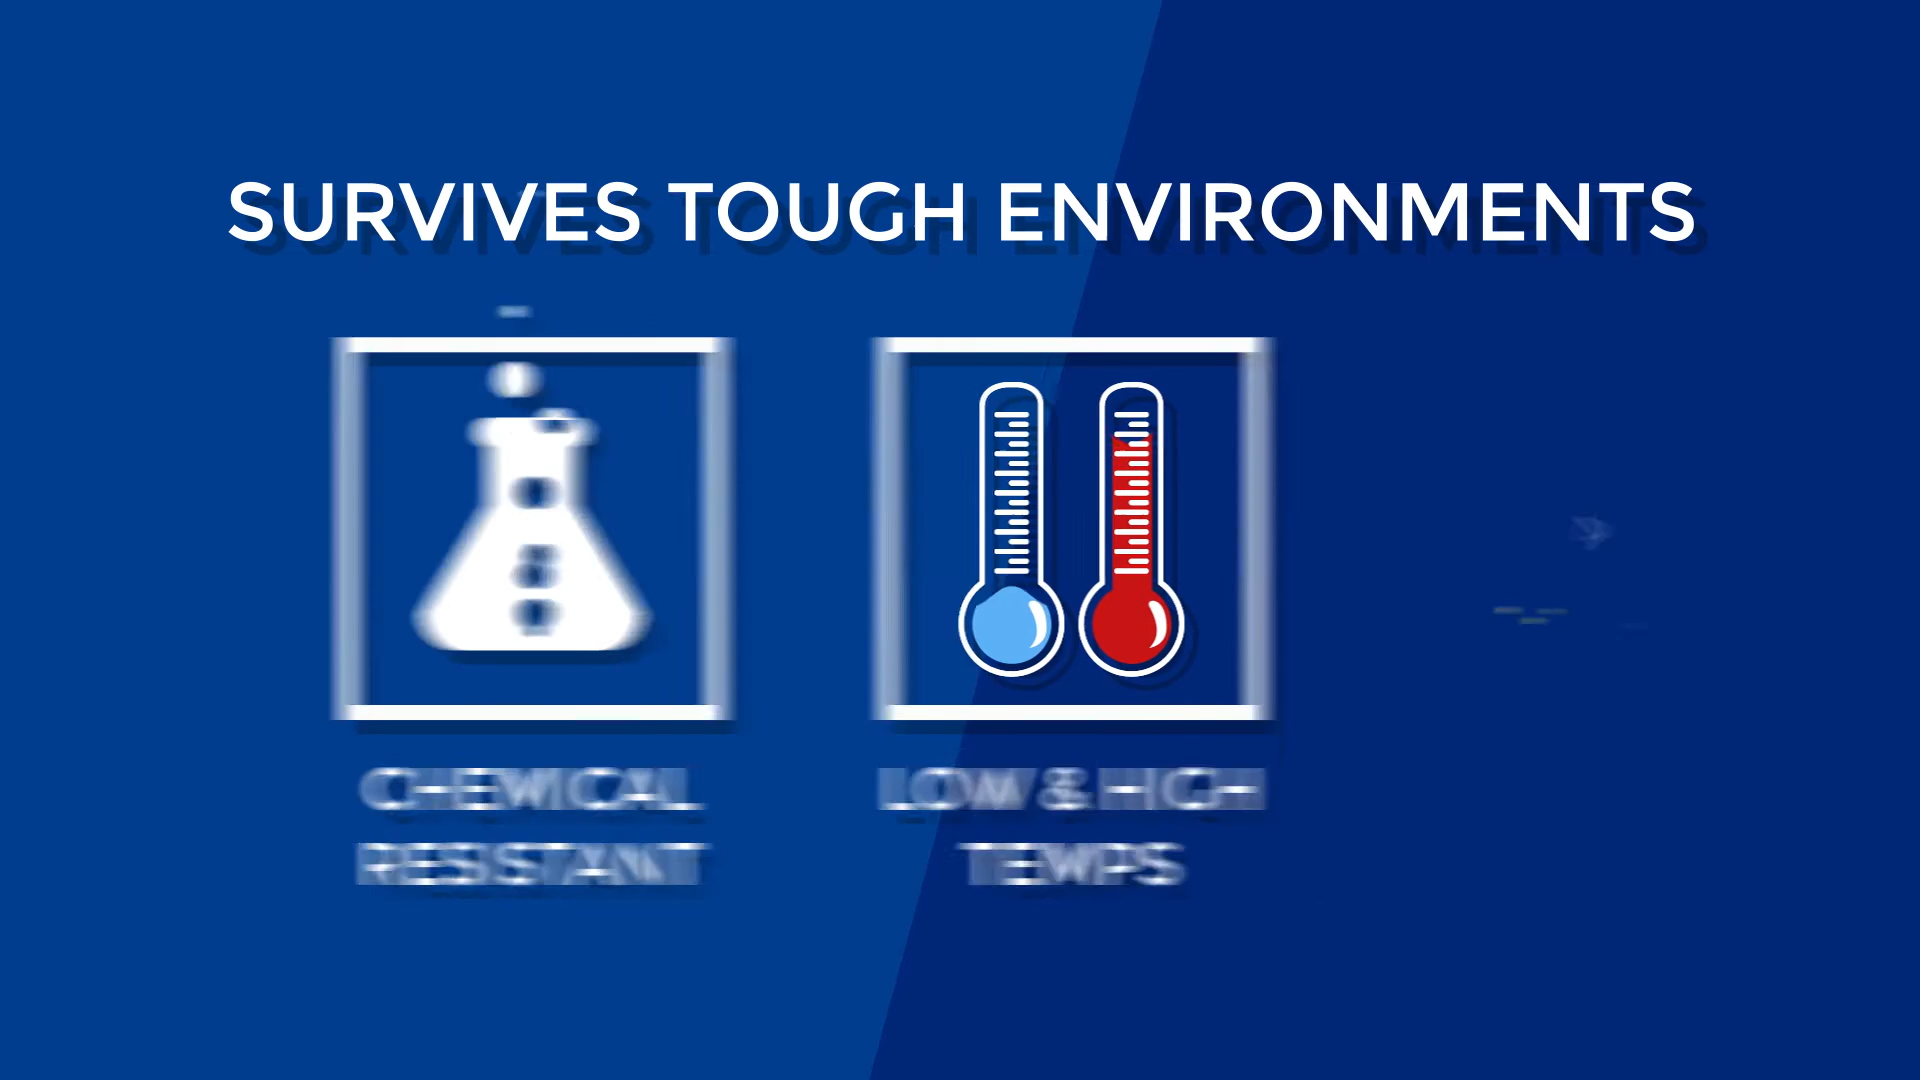 SURVIVES TOUGH ENVIRONMENTS
CHEMICAL
RESISTANT
LOW & HIGH
TEMPS